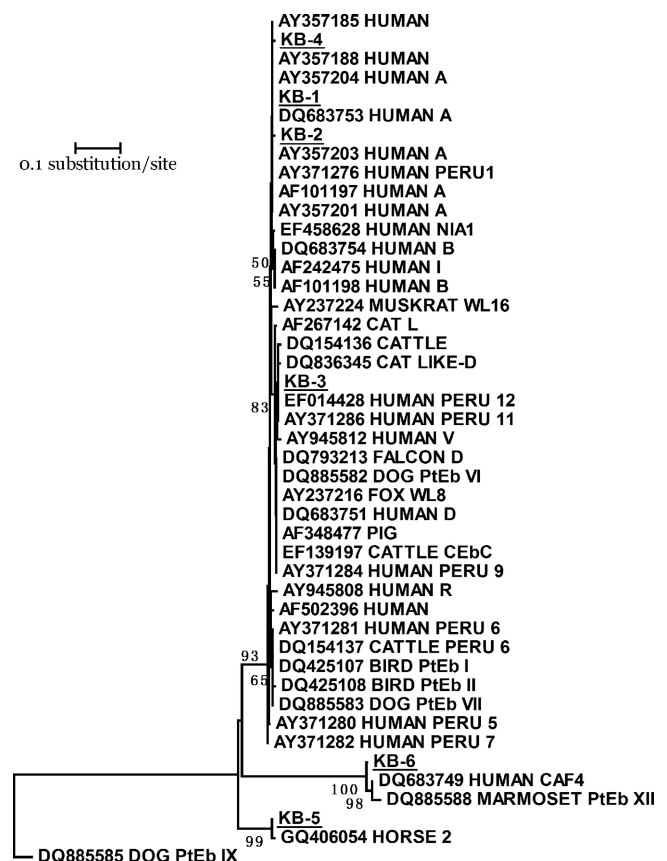 AY357185 HUMAN
KB-4
AY357188 HUMAN
AY357204 HUMAN A
KB-1
DQ683753 HUMAN A
KB-2
0.1 substitution/site
AY357203 HUMAN A
AY371276 HUMAN PERU1
AF101197 HUMAN A
AY357201 HUMAN A
EF458628 HUMAN NIA1
DQ683754 HUMAN B
50
AF242475 HUMAN I
55
AF101198 HUMAN B
AY237224 MUSKRAT WL16
AF267142 CAT L
DQ154136 CATTLE
DQ836345 CAT LIKE-D
KB-3
EF014428 HUMAN PERU 12
83
AY371286 HUMAN PERU 11
AY945812 HUMAN V
DQ793213 FALCON D
DQ885582 DOG PtEb VI
AY237216 FOX WL8
DQ683751 HUMAN D
AF348477 PIG
EF139197 CATTLE CEbC
AY371284 HUMAN PERU 9
AY945808 HUMAN R
AF502396 HUMAN
AY371281 HUMAN PERU 6
DQ154137 CATTLE PERU 6
93
DQ425107 BIRD PtEb I
65
DQ425108 BIRD PtEb II
DQ885583 DOG PtEb VII
AY371280 HUMAN PERU 5
AY371282 HUMAN PERU 7
KB-6
DQ683749 HUMAN CAF4
100
DQ885588 MARMOSET PtEb XII
98
KB-5
GQ406054 HORSE 2
99
DQ885585 DOG PtEb IX